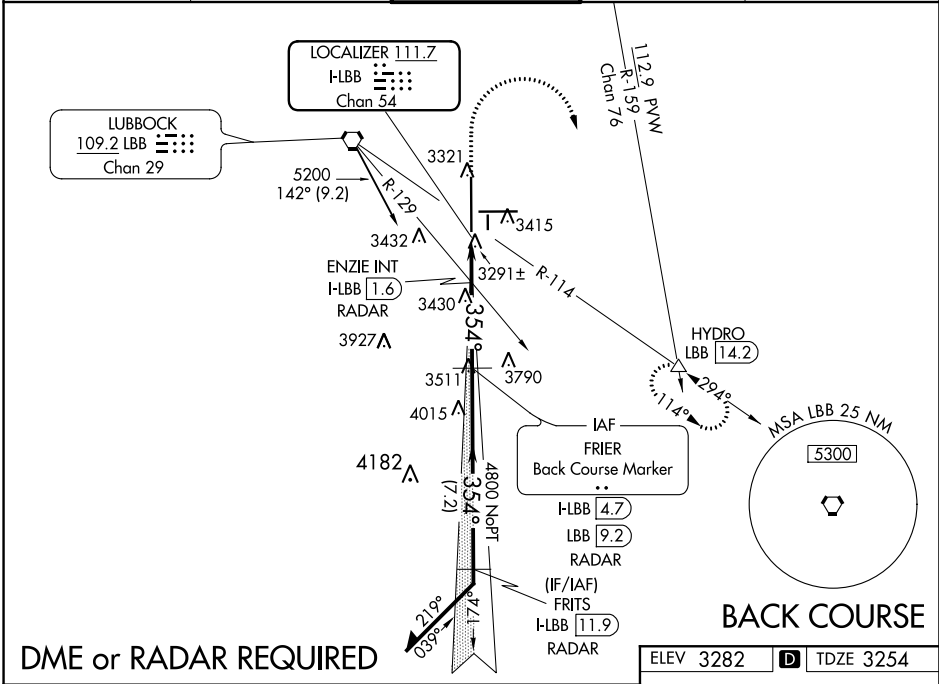 LOCALIZER 111.7
I-LBB
Chan 54
LUBBOCK
109.2 LBB
Chan 29
112.9 PVW
R-159
Chan 76
5200
142° (9.2)
R-129
3321
3415
3432
3291±
R-114
ENZIE INT
I-LBB 1.6
RADAR
3430
354°
3927
3511
3790
4015
4182
HYDRO
LBB 14.2
294°
114°
IAF
FRIER
Back Course Marker
I-LBB 4.7
LBB 9.2
RADAR
4800 NoPT
354°
(7.2)
(IF/IAF)
FRITS
I-LBB 11.9
RADAR
219°
039°
174°
MSA LBB 25 NM
5300
BACK COURSE
DME or RADAR REQUIRED
ELEV 3282 D TDZE 3254